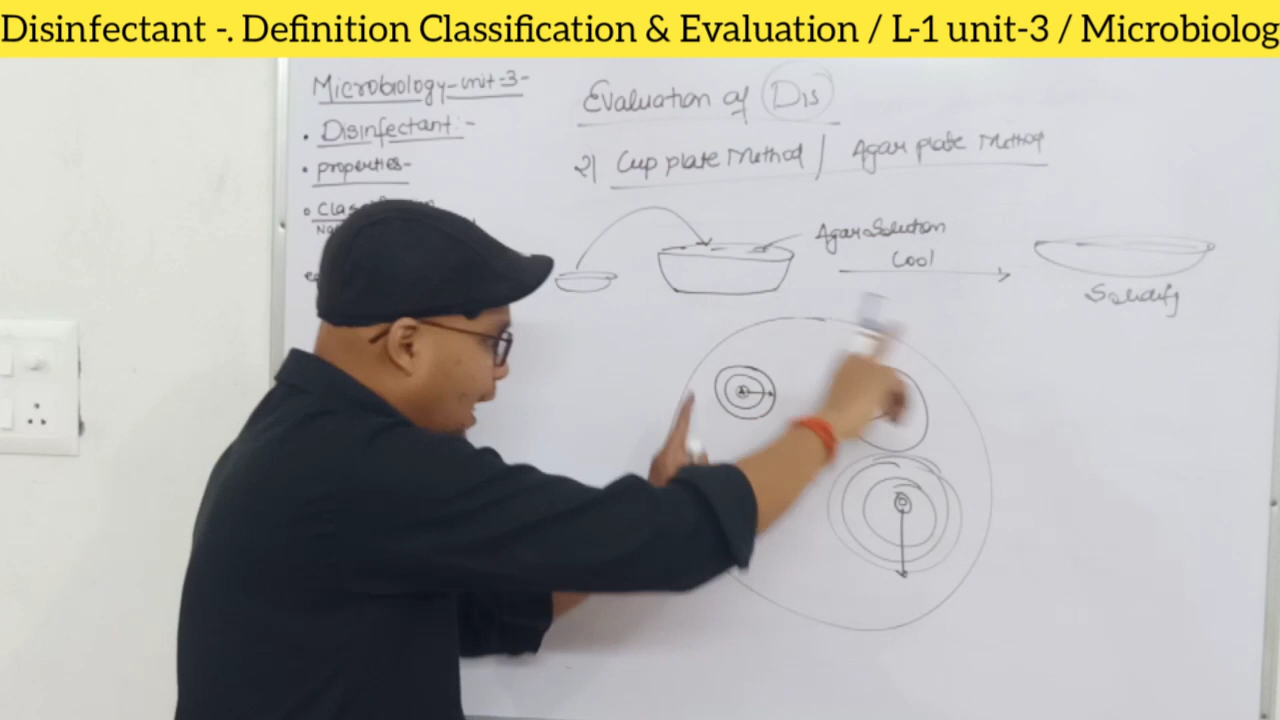 Disinfectant -. Definition Classification & Evaluation / L-1 unit-3 / Microbiolog
Microbiology-unit-3-
• Disinfectant:-
• properties-
Evaluation of Dis
2) Cup plate Method / Agar plate Method
Agar Solution
Cool
Solidify